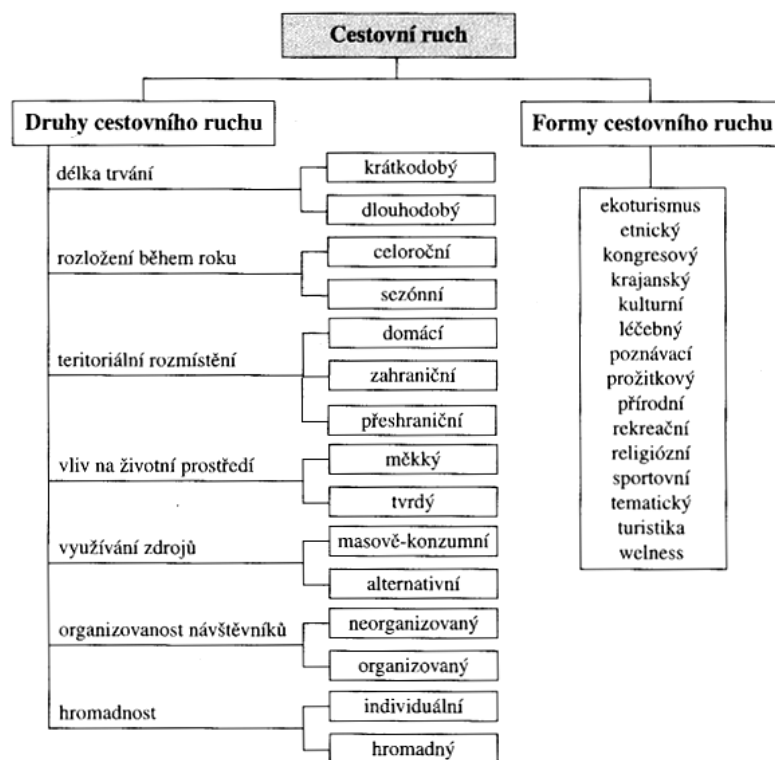 Cestovní ruch
Druhy cestovního ruchu
délka trvání
krátkodobý
dlouhodobý
rozložení během roku
celoroční
sezónní
teritoriální rozmístění
domácí
zahraniční
přeshraniční
vliv na životní prostředí
měkký
tvrdý
využívání zdrojů
masově-konzumní
alternativní
organizovanost návštěvníků
neorganizovaný
organizovaný
hromadnost
individuální
hromadný
Formy cestovního ruchu
ekoturismus
etnický
kongresový
krajanský
kulturní
léčebný
poznávací
prožitkový
přírodní
rekreační
religiózní
sportovní
tematický
turistika
welness